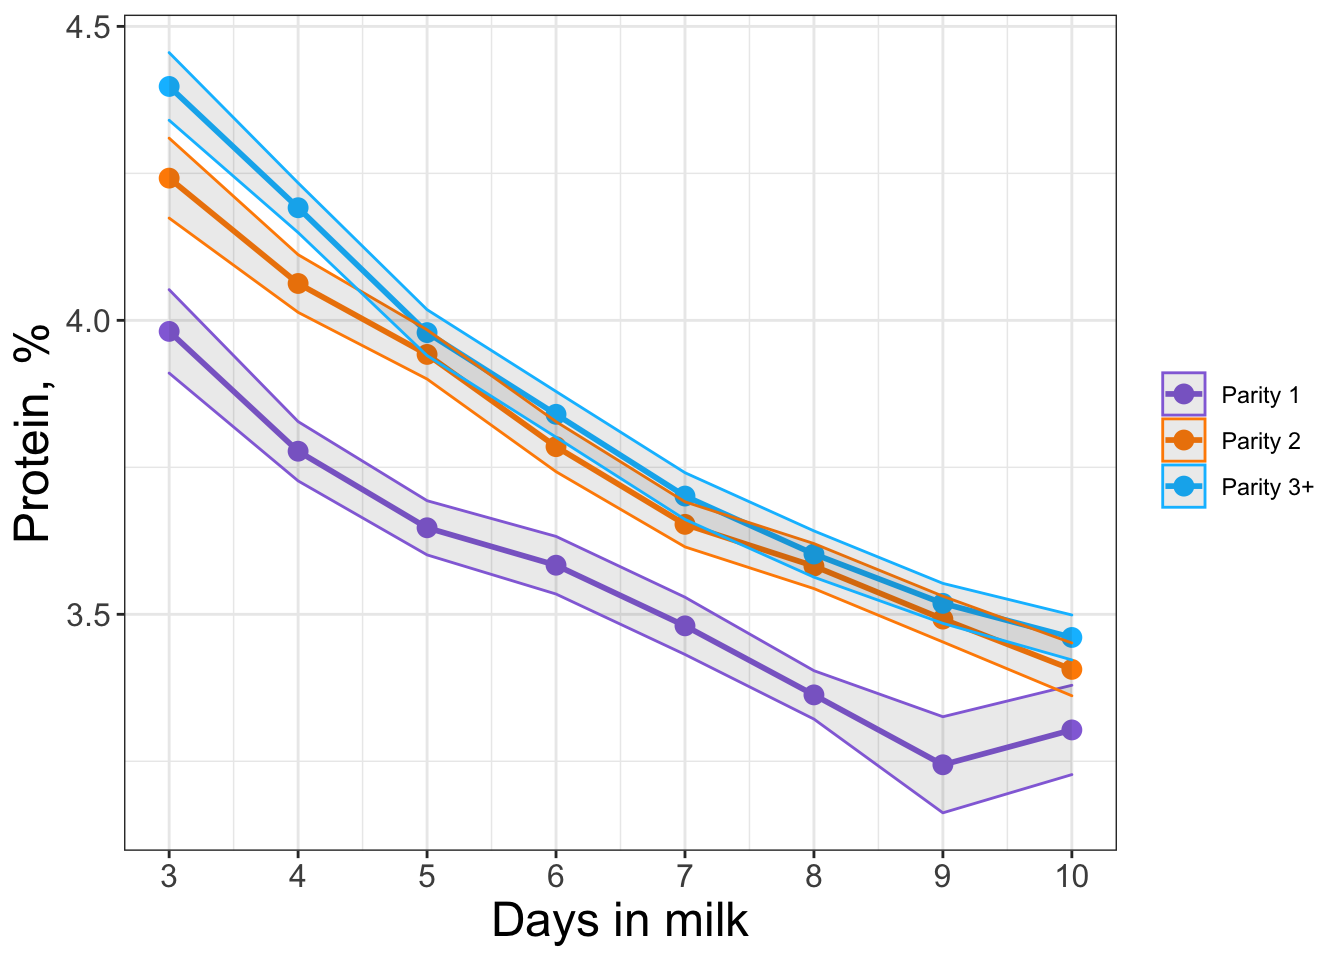 Protein, %
4.5
4.0
3.5
3 4 5 6 7 8 9 10
Days in milk
Parity 1
Parity 2
Parity 3+